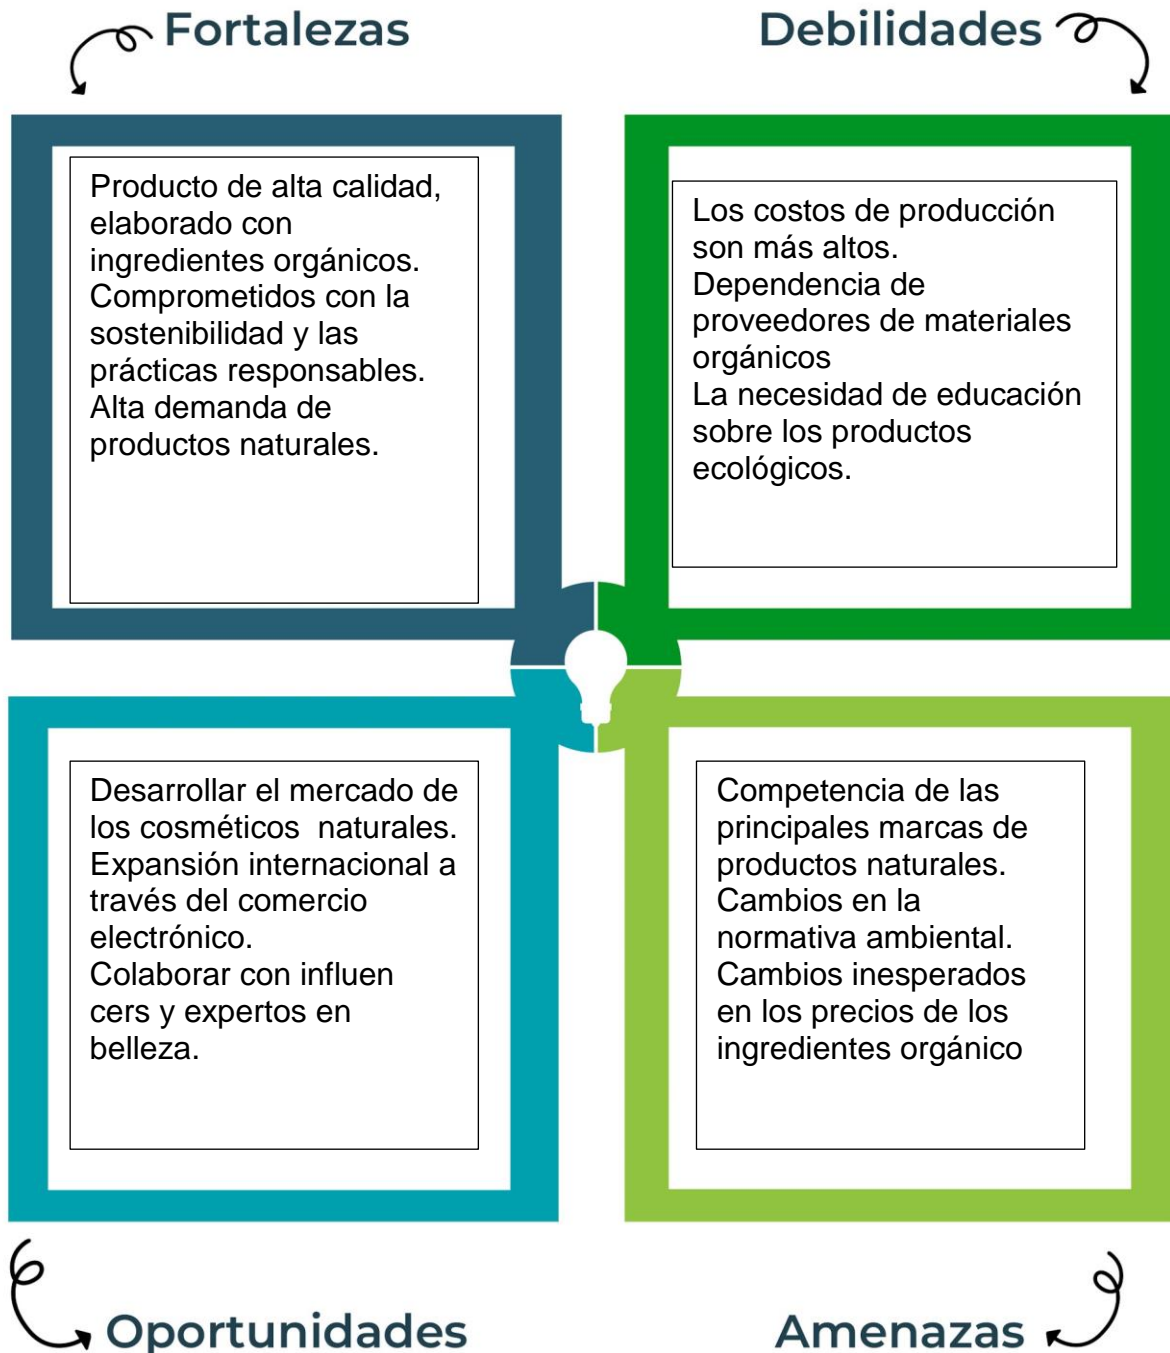 Fortalezas
Debilidades
Producto de alta calidad,
elaborado con
ingredientes orgánicos.
Comprometidos con la
sostenibilidad y las
prácticas responsables.
Alta demanda de
productos naturales.
Los costos de producción
son más altos.
Dependencia de
proveedores de materiales
orgánicos
La necesidad de educación
sobre los productos
ecológicos.
Desarrollar el mercado de
los cosméticos  naturales.
Expansión internacional a
través del comercio
electrónico.
Colaborar con influen
cers y expertos en
belleza.
Competencia de las
principales marcas de
productos naturales.
Cambios en la
normativa ambiental.
Cambios inesperados
en los precios de los
ingredientes orgánico
Oportunidades
Amenazas